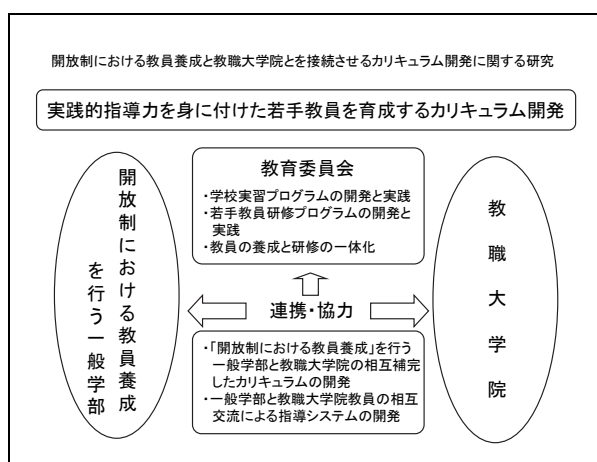 開放制における教員養成と教職大学院とを接続させるカリキュラム開発に関する研究
実践的指導力を身に付けた若手教員を育成するカリキュラム開発
開放制における教員養成
を行う一般学部
教育委員会
・学校実習プログラムの開発と実践
・若手教員研修プログラムの開発と
実践
・教員の養成と研修の一体化
連携・協力
・「開放制における教員養成」を行う
一般学部と教職大学院の相互補完
したカリキュラムの開発
・一般学部と教職大学院教員の相互
交流による指導システムの開発
教職大学院